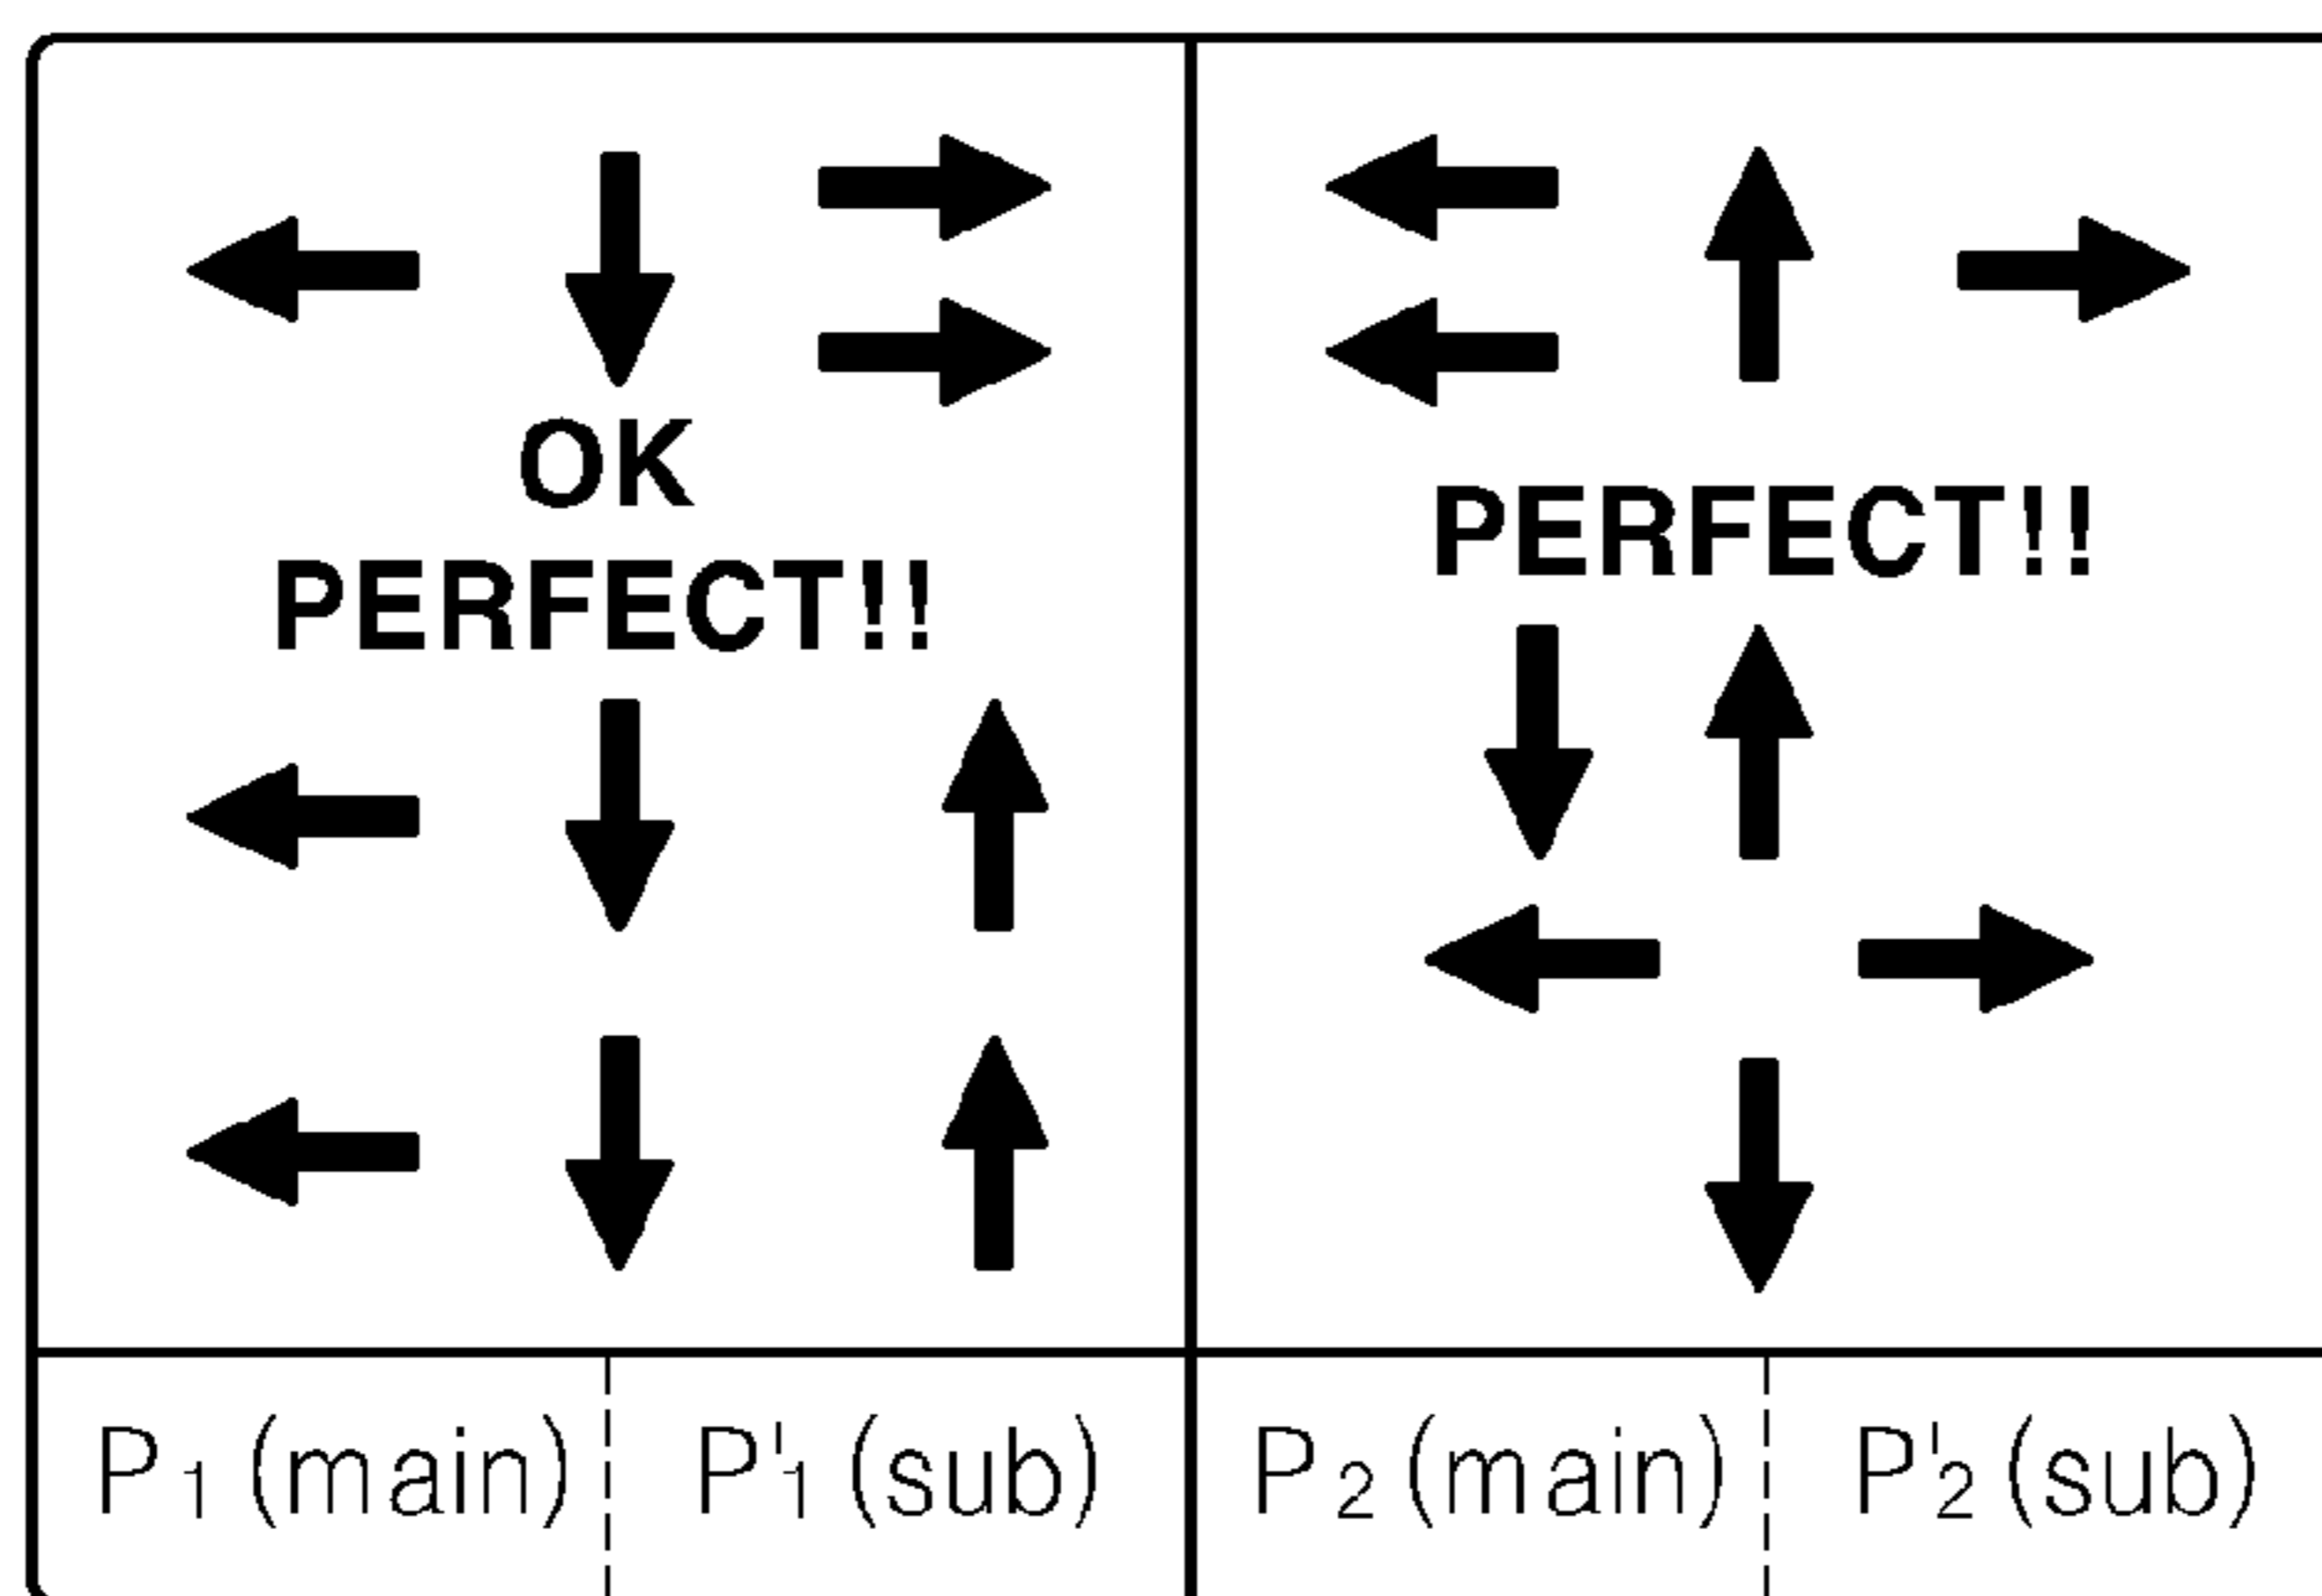 OK
PERFECT!!
PERFECT!!
P1 (main) P'1 (sub) P2 (main) P'2 (sub)